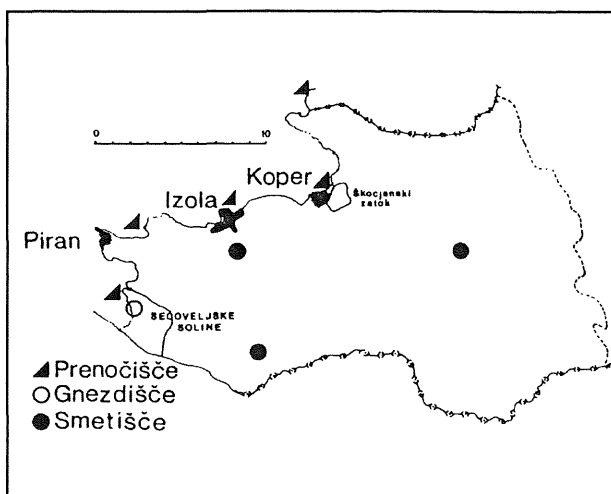 0 10
Koper
Škocjanski
zatok
Izola
Piran
SEČOVELJSKE
SOLINE
Prenočišče
Gnezdišče
Smetišče